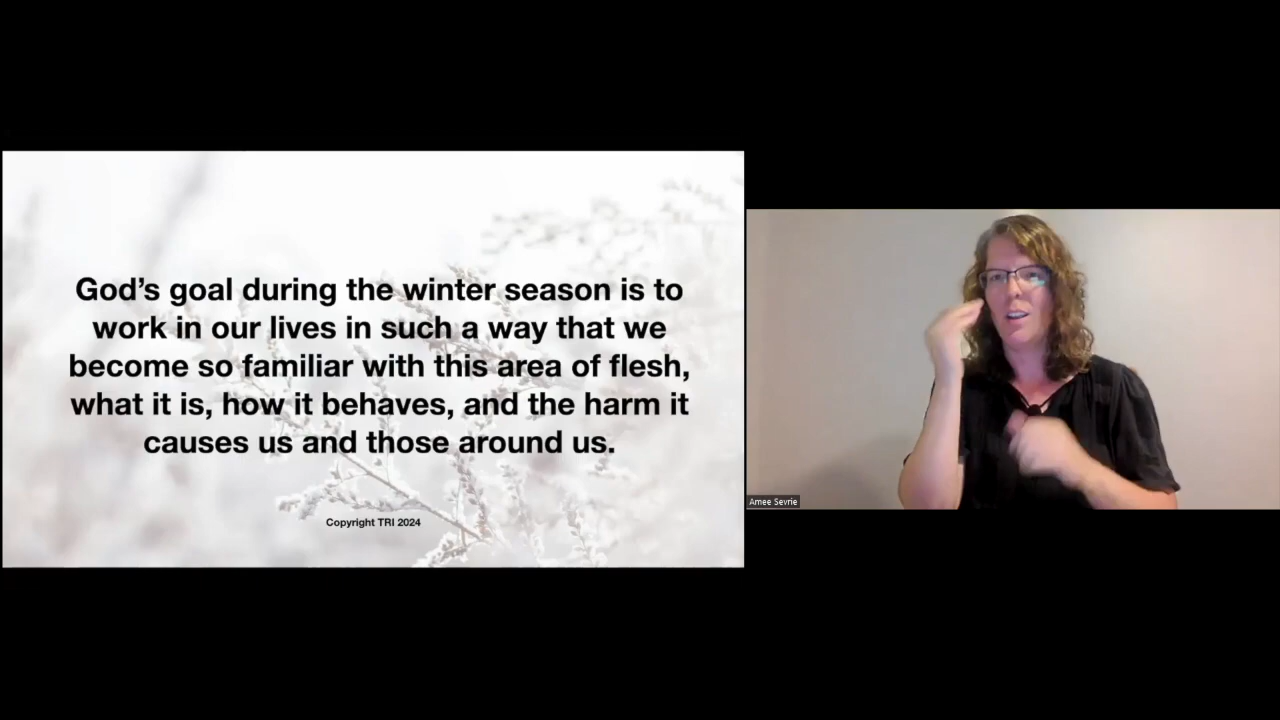 God’s goal during the winter season is to
work in our lives in such a way that we
become so familiar with this area of flesh,
what it is, how it behaves, and the harm it
causes us and those around us.
Copyright TRI 2024
Amee Sevrie